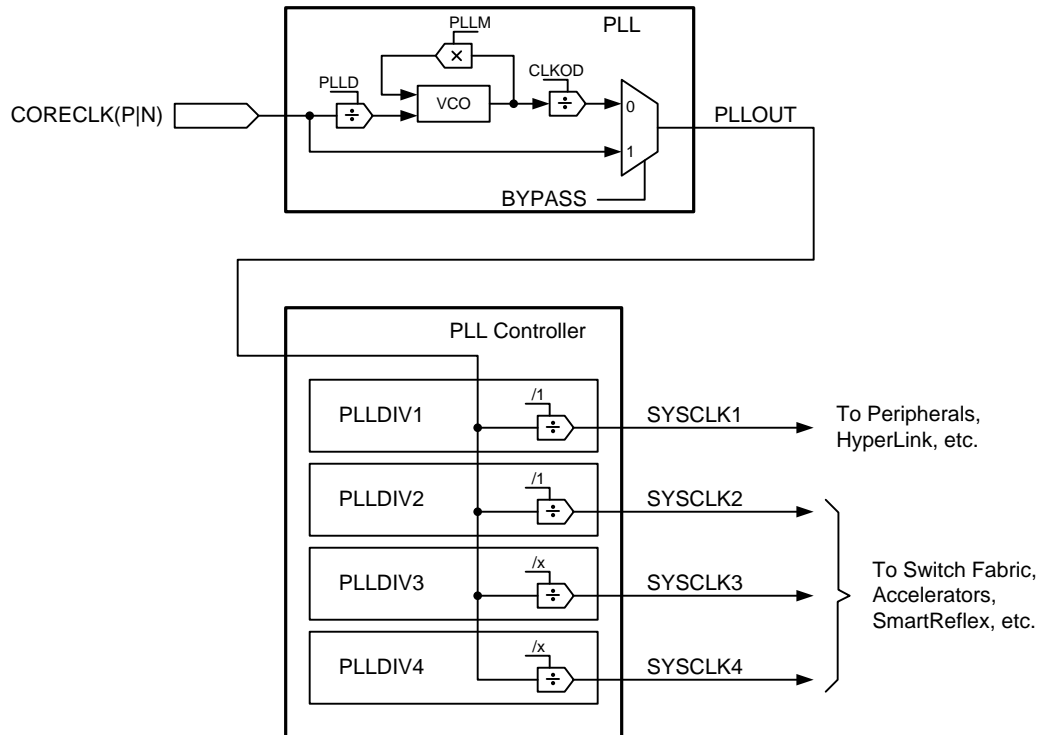 PLL
PLLM
×
PLLD
÷
VCO
CLKOD
÷
0
1
CORECLK(P|N)
PLLOUT
BYPASS
PLL Controller
PLLDIV1
/1
÷
SYSCLK1
To Peripherals,
HyperLink, etc.
PLLDIV2
/1
÷
SYSCLK2
PLLDIV3
/x
÷
SYSCLK3
To Switch Fabric,
Accelerators,
SmartReflex, etc.
PLLDIV4
/x
÷
SYSCLK4